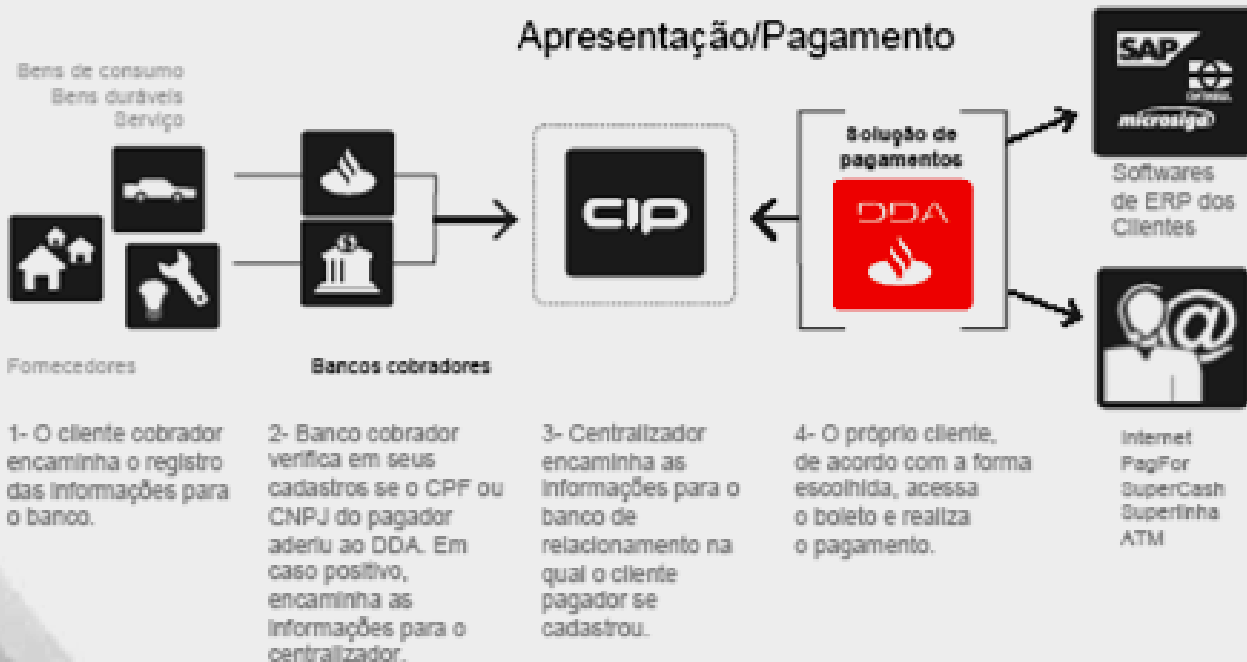 Apresentação/Pagamento
Bens de consumo
Bens duráveis
Serviço
CIP
Solução de
pagamentos
DDA
SAP
microsiga
Softwares
de ERP dos
Clientes
Fornecedores
Bancos cobradores
1- O cliente cobrador
encaminha o registro
das informações para
o banco.
2- Banco cobrador
verifica em seus
cadastros se o CPF ou
CNPJ do pagador
aderiu ao DDA. Em
caso positivo,
encaminha as
informações para o
centralizador.
3- Centralizador
encaminha as
informações para o
banco de
relacionamento na
qual o cliente
pagador se
cadastrou.
4- O próprio cliente,
de acordo com a forma
escolhida, acessa
o boleto e realiza
o pagamento.
Internet
PagFor
SuperCash
Superlinha
ATM